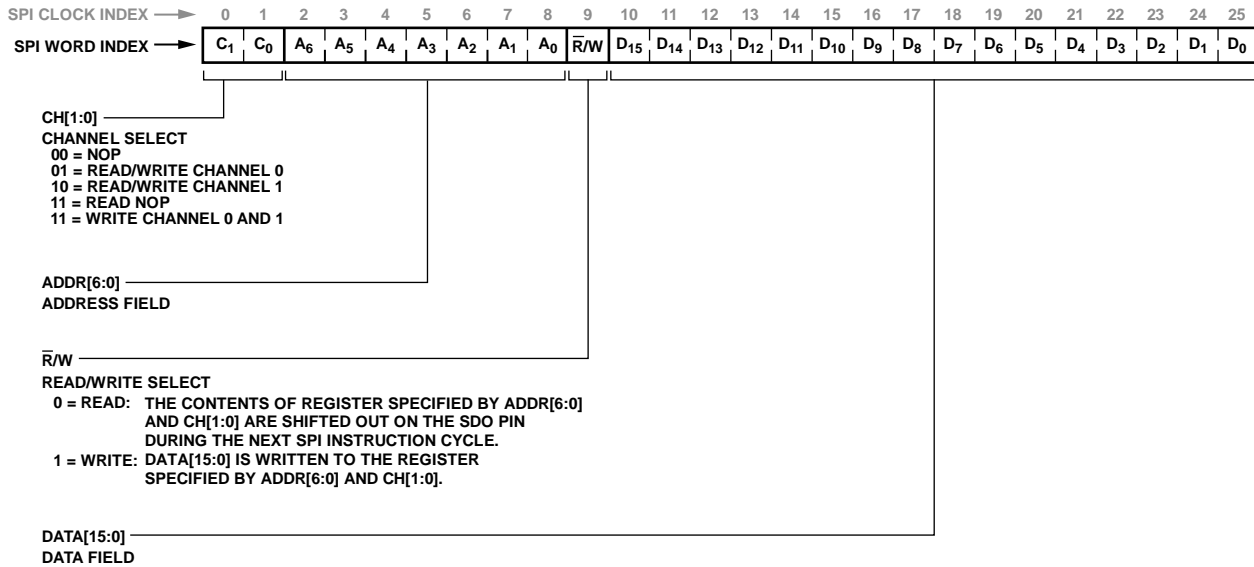 SPI CLOCK INDEX 0 1 2 3 4 5 6 7 8 9 10 11 12 13 14 15 16 17 18 19 20 21 22 23 24 25
SPI WORD INDEX C1 C0 A6 A5 A4 A3 A2 A1 A0 R̅/W D15 D14 D13 D12 D11 D10 D9 D8 D7 D6 D5 D4 D3 D2 D1 D0
CH[1:0]
CHANNEL SELECT
00 = NOP
01 = READ/WRITE CHANNEL 0
10 = READ/WRITE CHANNEL 1
11 = READ NOP
11 = WRITE CHANNEL 0 AND 1
ADDR[6:0]
ADDRESS FIELD
R̅/W
READ/WRITE SELECT
0 = READ: THE CONTENTS OF REGISTER SPECIFIED BY ADDR[6:0]
AND CH[1:0] ARE SHIFTED OUT ON THE SDO PIN
DURING THE NEXT SPI INSTRUCTION CYCLE.
1 = WRITE: DATA[15:0] IS WRITTEN TO THE REGISTER
SPECIFIED BY ADDR[6:0] AND CH[1:0].
DATA[15:0]
DATA FIELD